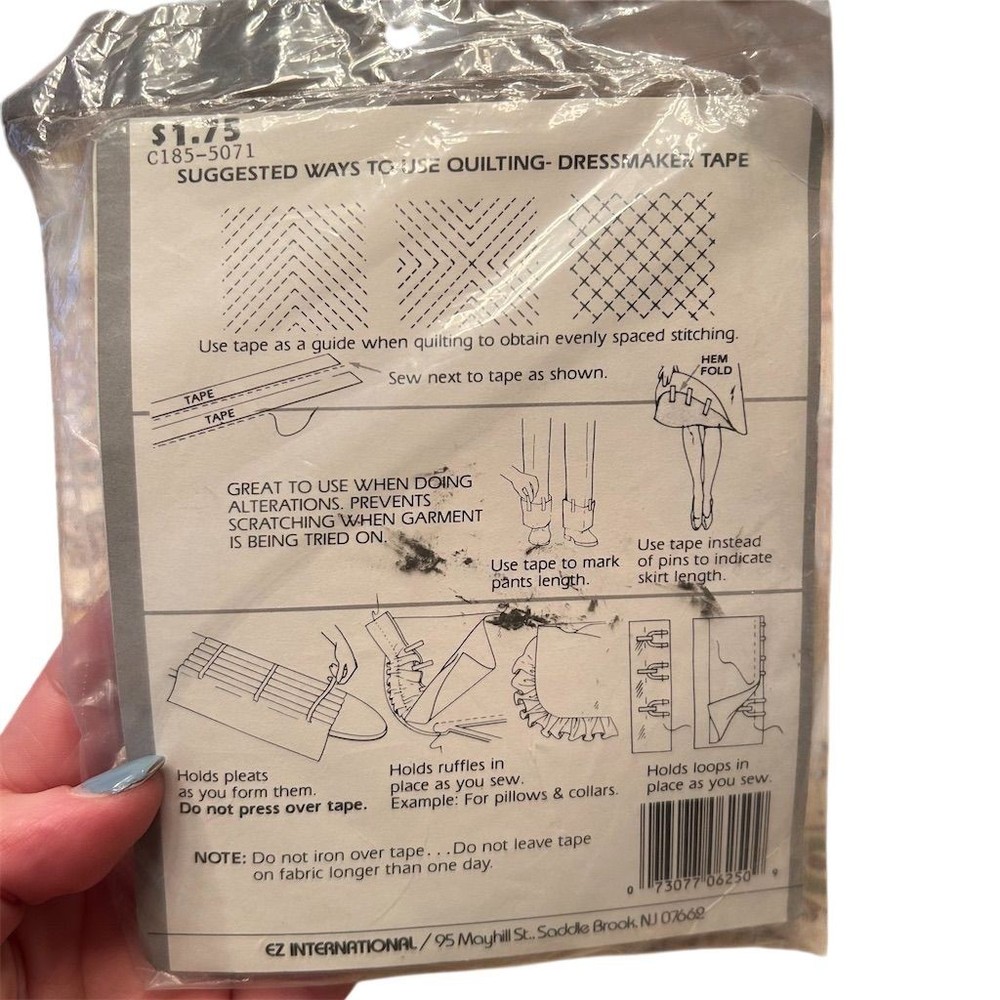 $1.75
C185-5071
SUGGESTED WAYS TO USE QUILTING- DRESSMAKER TAPE
Use tape as a guide when quilting to obtain evenly spaced stitching.
Sew next to tape as shown.
TAPE
TAPE
HEM
FOLD
GREAT TO USE WHEN DOING
ALTERATIONS. PREVENTS
SCRATCHING WHEN GARMENT
IS BEING TRIED ON.
Use tape to mark
pants length.
Use tape instead
of pins to indicate
skirt length.
Holds pleats
as you form them.
Do not press over tape.
Holds ruffles in
place as you sew.
Example: For pillows & collars.
Holds loops in
place as you sew.
NOTE: Do not iron over tape...Do not leave tape
on fabric longer than one day.
0 73077 06250 9
EZ INTERNATIONAL / 95 Mayhill St., Saddle Brook, NJ 07662